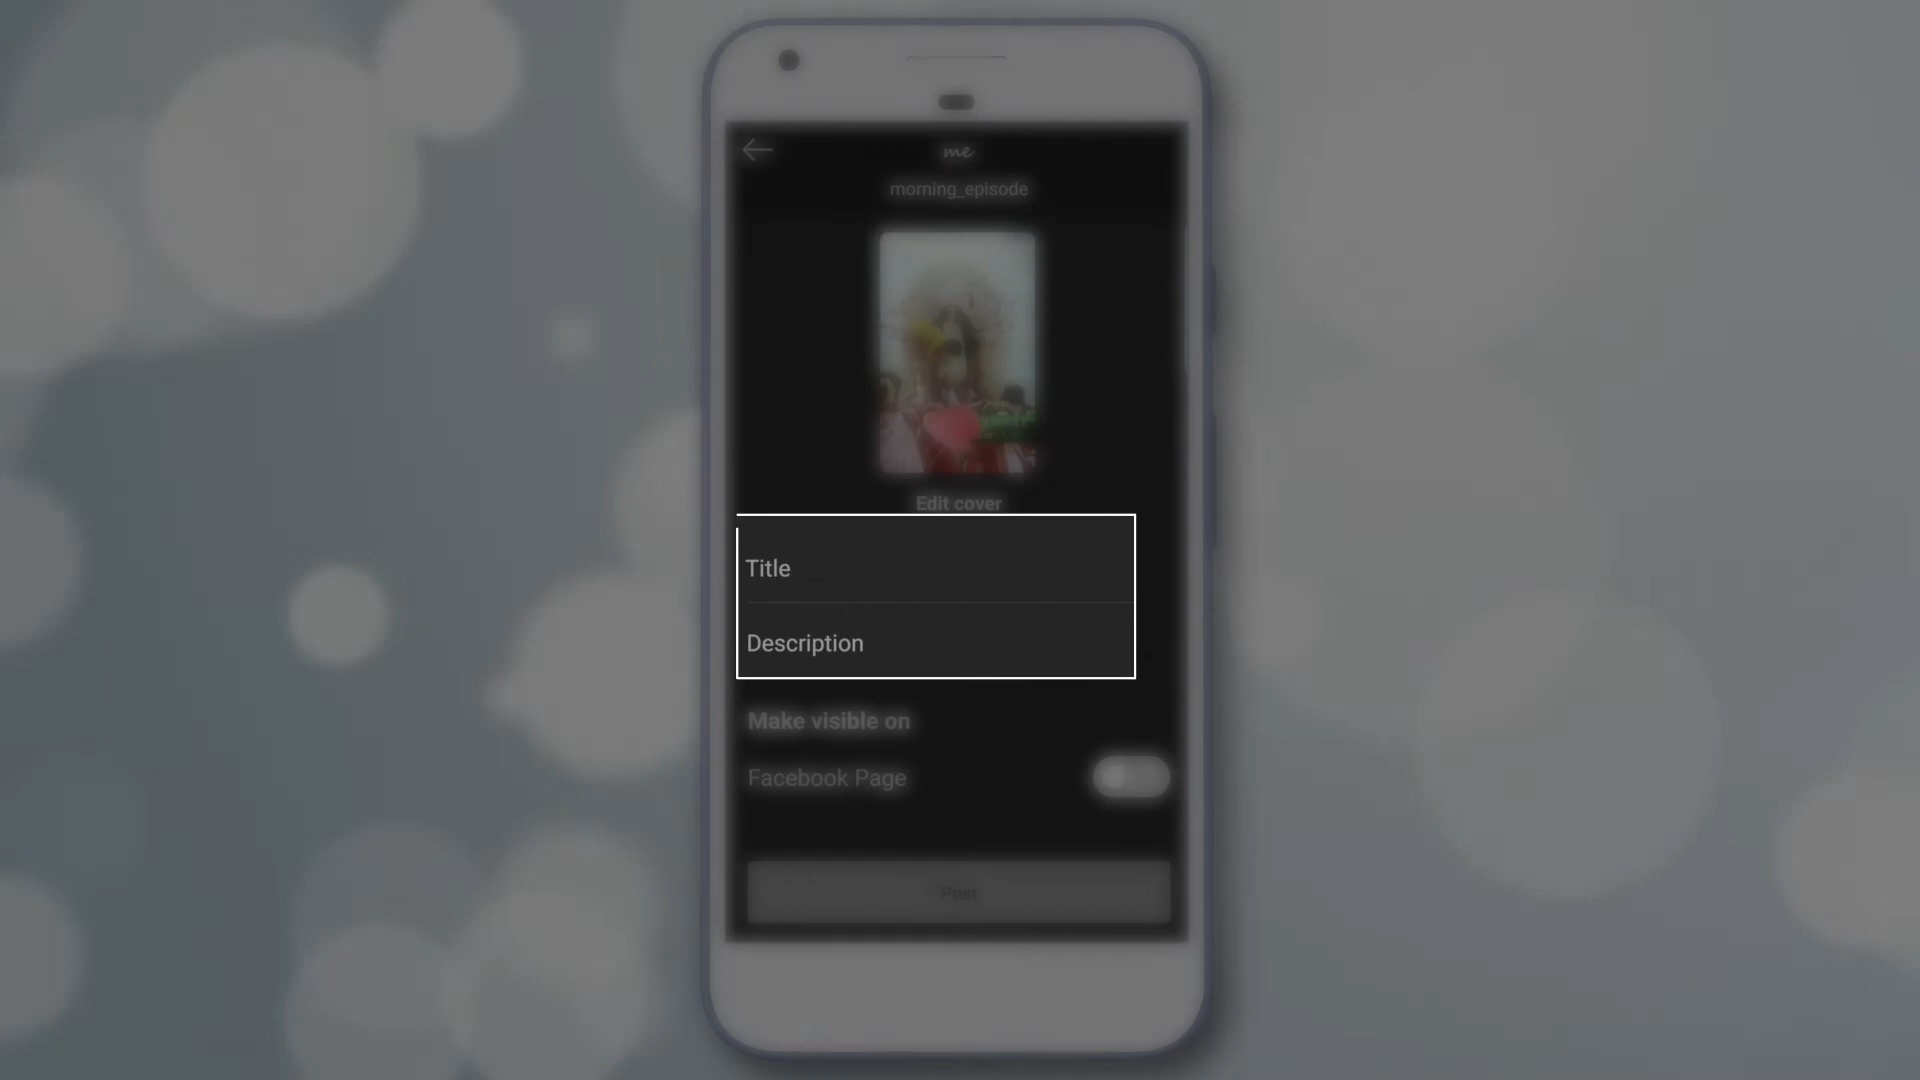 me
morning_episode
Edit cover
Title
Description
Make visible on
Facebook Page
Post